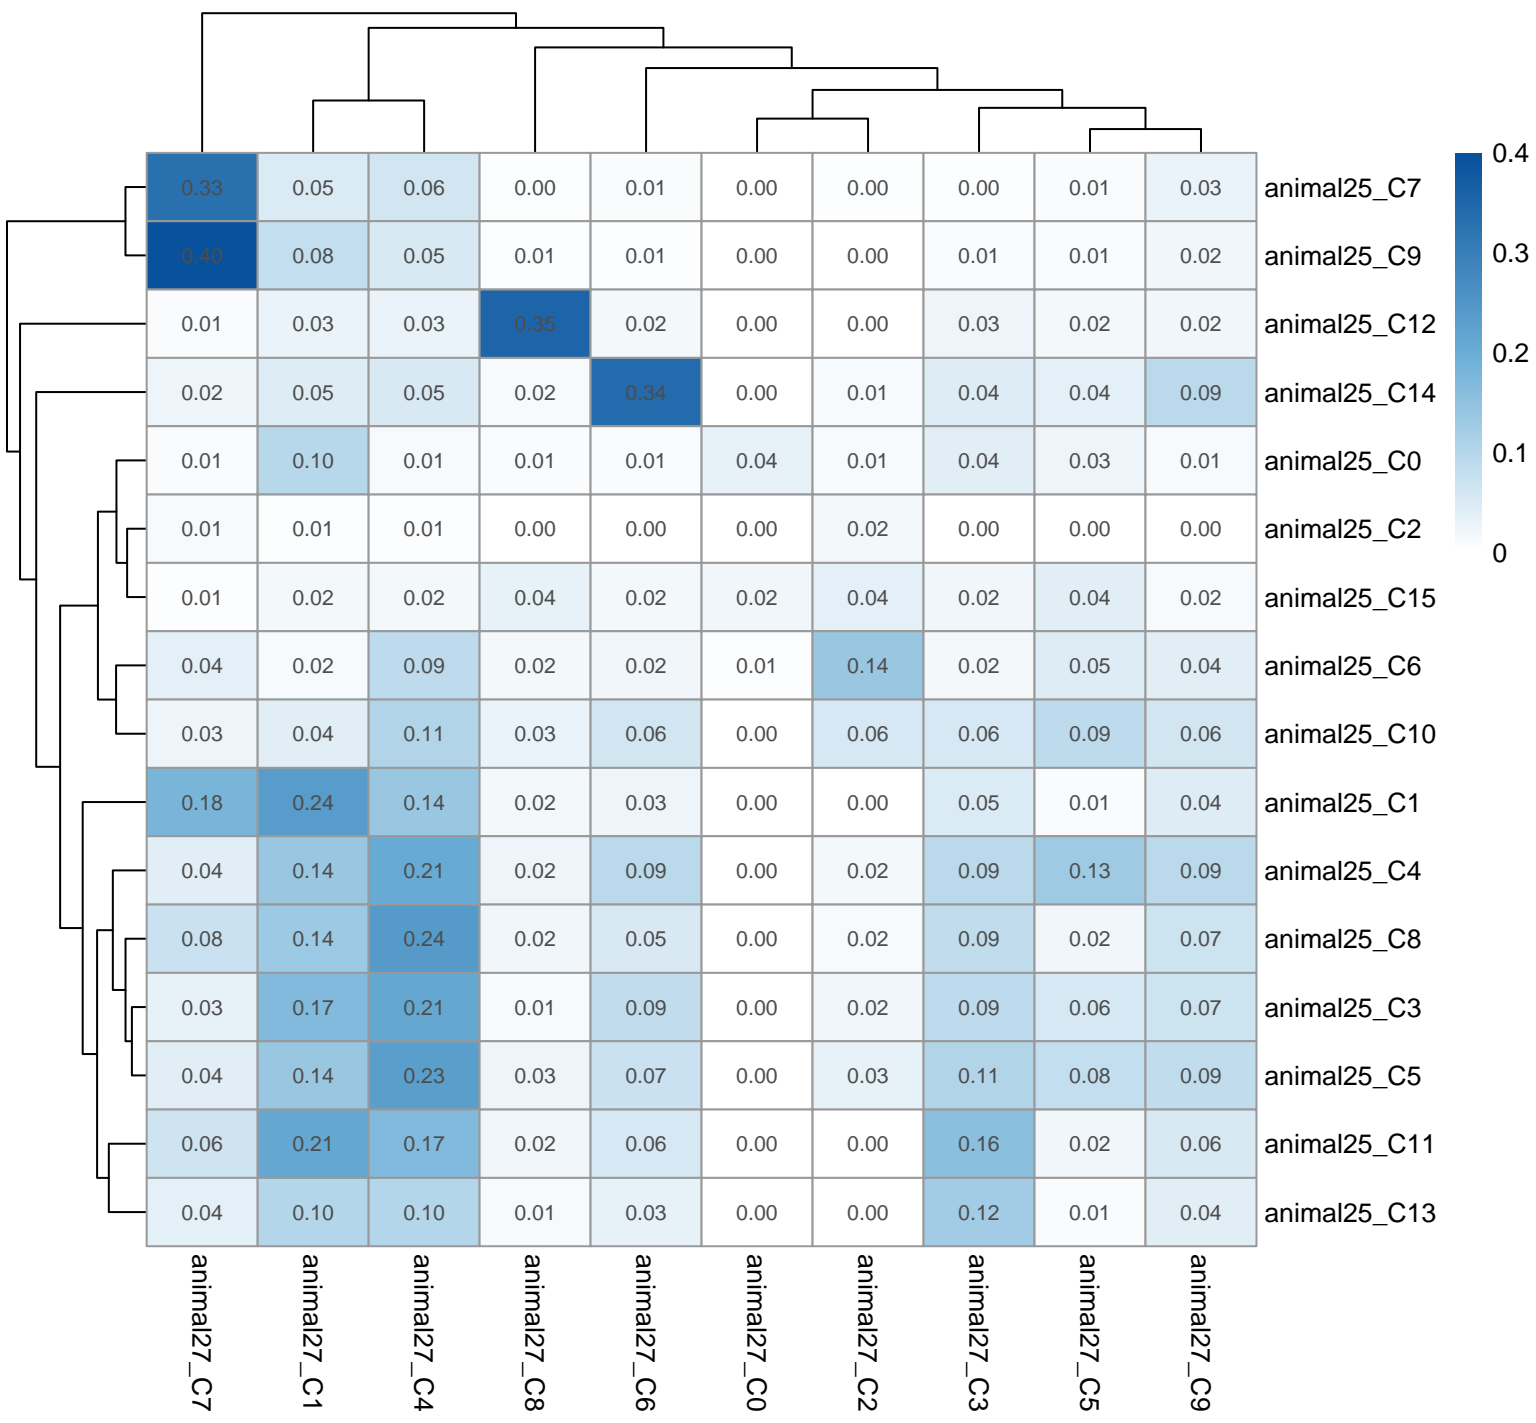 0.33 0.05 0.06 0.00 0.01 0.00 0.00 0.00 0.01 0.03 animal25_C7
0.40 0.08 0.05 0.01 0.01 0.00 0.00 0.01 0.01 0.02 animal25_C9
0.01 0.03 0.03 0.35 0.02 0.00 0.00 0.03 0.02 0.02 animal25_C12
0.02 0.05 0.05 0.02 0.34 0.00 0.01 0.04 0.04 0.09 animal25_C14
0.01 0.10 0.01 0.01 0.01 0.04 0.01 0.04 0.03 0.01 animal25_C0
0.01 0.01 0.01 0.00 0.00 0.00 0.02 0.00 0.00 0.00 animal25_C2
0.01 0.02 0.02 0.04 0.02 0.02 0.04 0.02 0.04 0.02 animal25_C15
0.04 0.02 0.09 0.02 0.02 0.01 0.14 0.02 0.05 0.04 animal25_C6
0.03 0.04 0.11 0.03 0.06 0.00 0.06 0.06 0.09 0.06 animal25_C10
0.18 0.24 0.14 0.02 0.03 0.00 0.00 0.05 0.01 0.04 animal25_C1
0.04 0.14 0.21 0.02 0.09 0.00 0.02 0.09 0.13 0.09 animal25_C4
0.08 0.14 0.24 0.02 0.05 0.00 0.02 0.09 0.02 0.07 animal25_C8
0.03 0.17 0.21 0.01 0.09 0.00 0.02 0.09 0.06 0.07 animal25_C3
0.04 0.14 0.23 0.03 0.07 0.00 0.03 0.11 0.08 0.09 animal25_C5
0.06 0.21 0.17 0.02 0.06 0.00 0.00 0.16 0.02 0.06 animal25_C11
0.04 0.10 0.10 0.01 0.03 0.00 0.00 0.12 0.01 0.04 animal25_C13
animal27_C7
animal27_C1
animal27_C4
animal27_C8
animal27_C6
animal27_C0
animal27_C2
animal27_C3
animal27_C5
animal27_C9
0.4
0.3
0.2
0.1
0